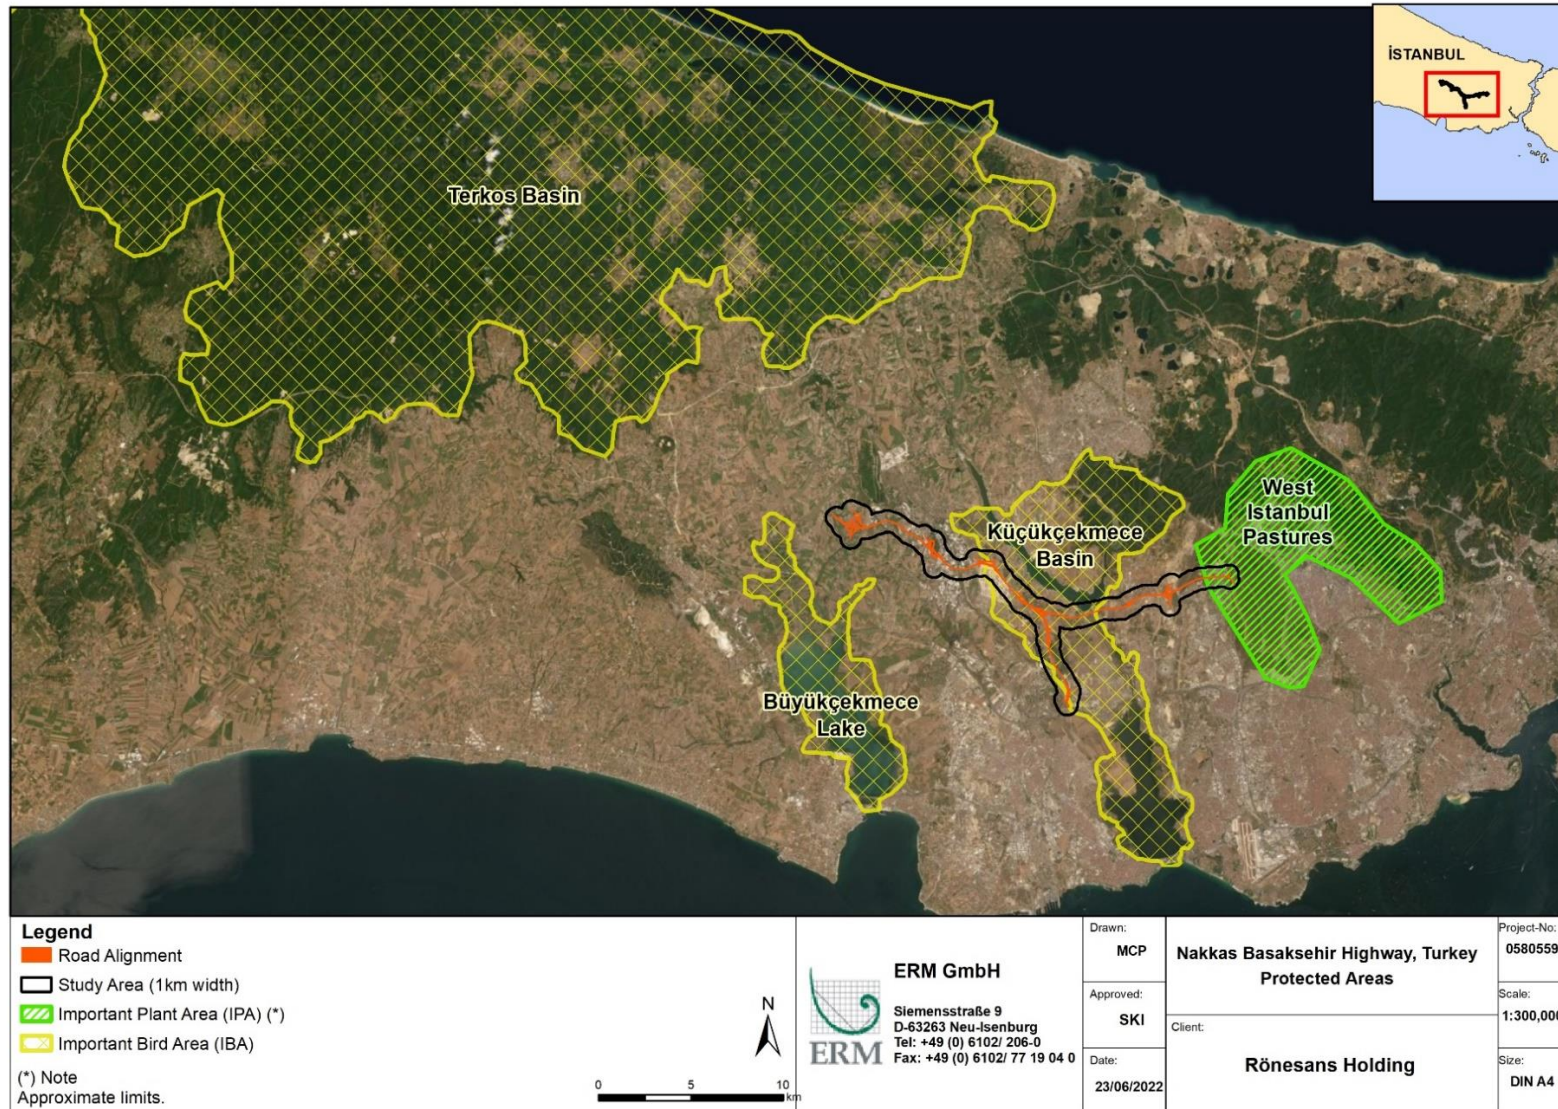 İSTANBUL
Terkos Basin
West
Istanbul
Pastures
Küçükçekmece
Basin
Büyükçekmece
Lake
Legend
Road Alignment
Study Area (1km width)
Important Plant Area (IPA) (*)
Important Bird Area (IBA)
(*) Note
Approximate limits.
N
0 5 10
km
ERM
ERM GmbH
Siemensstraße 9
D-63263 Neu-Isenburg
Tel: +49 (0) 6102/ 206-0
Fax: +49 (0) 6102/ 77 19 04 0
Drawn:
MCP
Approved:
SKI
Date:
23/06/2022
Nakkas Basaksehir Highway, Turkey
Protected Areas
Client:
Rönesans Holding
Project-No:
0580559
Scale:
1:300,000
Size:
DIN A4